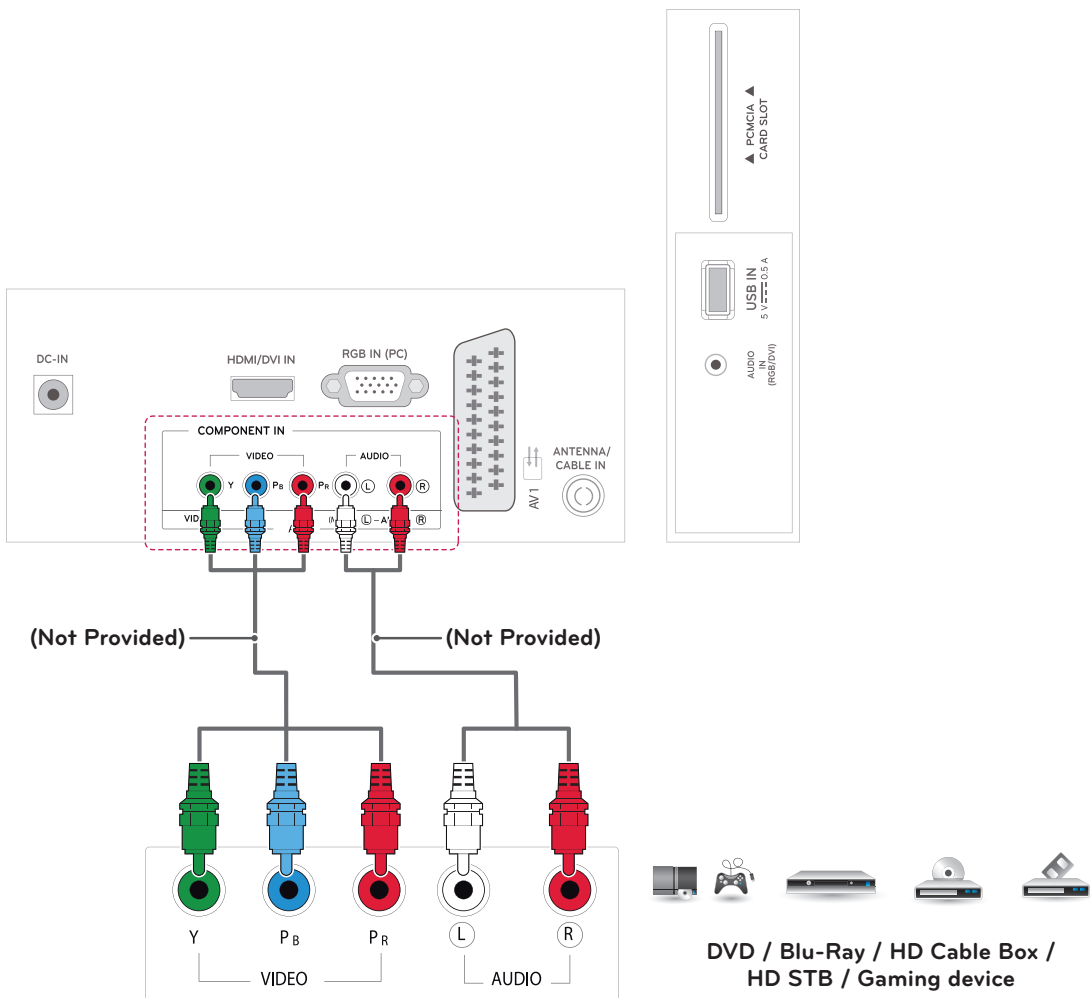 ▲ PCMCIA ▲
CARD SLOT
USB IN
5 V 0.5 A
AUDIO
IN
(RGB/DVI)
DC-IN
HDMI/DVI IN
RGB IN (PC)
COMPONENT IN
VIDEO
AUDIO
Y
PB
PR
L
R
VID
L
R
AV1
ANTENNA/
CABLE IN
(Not Provided)
(Not Provided)
Y
PB
PR
L
R
VIDEO
AUDIO
DVD / Blu-Ray / HD Cable Box /
HD STB / Gaming device